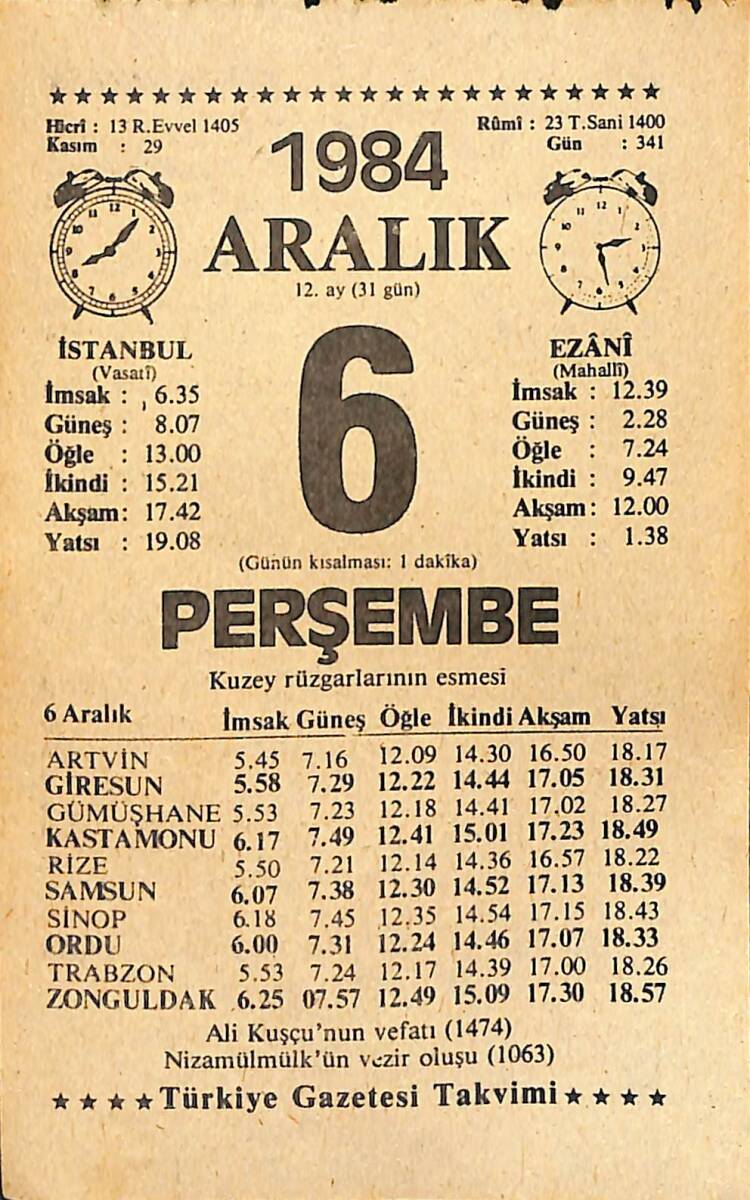 Hicrî : 13 R.Evvel 1405
Kasım : 29
Rûmî : 23 T.Sani 1400
Gün : 341
1984
ARALIK
12. ay (31 gün)
6
İSTANBUL
(Vasatî)
İmsak : 6.35
Güneş : 8.07
Öğle : 13.00
İkindi : 15.21
Akşam: 17.42
Yatsı : 19.08
EZÂNÎ
(Mahallî)
İmsak : 12.39
Güneş : 2.28
Öğle : 7.24
İkindi : 9.47
Akşam: 12.00
Yatsı : 1.38
(Günün kısalması: 1 dakîka)
PERŞEMBE
Kuzey rüzgarlarının esmesi
6 Aralık İmsak Güneş Öğle İkindi Akşam Yatsı
ARTVİN 5.45 7.16 12.09 14.30 16.50 18.17
GİRESUN 5.58 7.29 12.22 14.44 17.05 18.31
GÜMÜŞHANE 5.53 7.23 12.18 14.41 17.02 18.27
KASTAMONU 6.17 7.49 12.41 15.01 17.23 18.49
RİZE 5.50 7.21 12.14 14.36 16.57 18.22
SAMSUN 6.07 7.38 12.30 14.52 17.13 18.39
SİNOP 6.18 7.45 12.35 14.54 17.15 18.43
ORDU 6.00 7.31 12.24 14.46 17.07 18.33
TRABZON 5.53 7.24 12.17 14.39 17.00 18.26
ZONGULDAK 6.25 07.57 12.49 15.09 17.30 18.57
Ali Kuşçu'nun vefatı (1474)
Nizamülmülk'ün vezir oluşu (1063)
Türkiye Gazetesi Takvimi